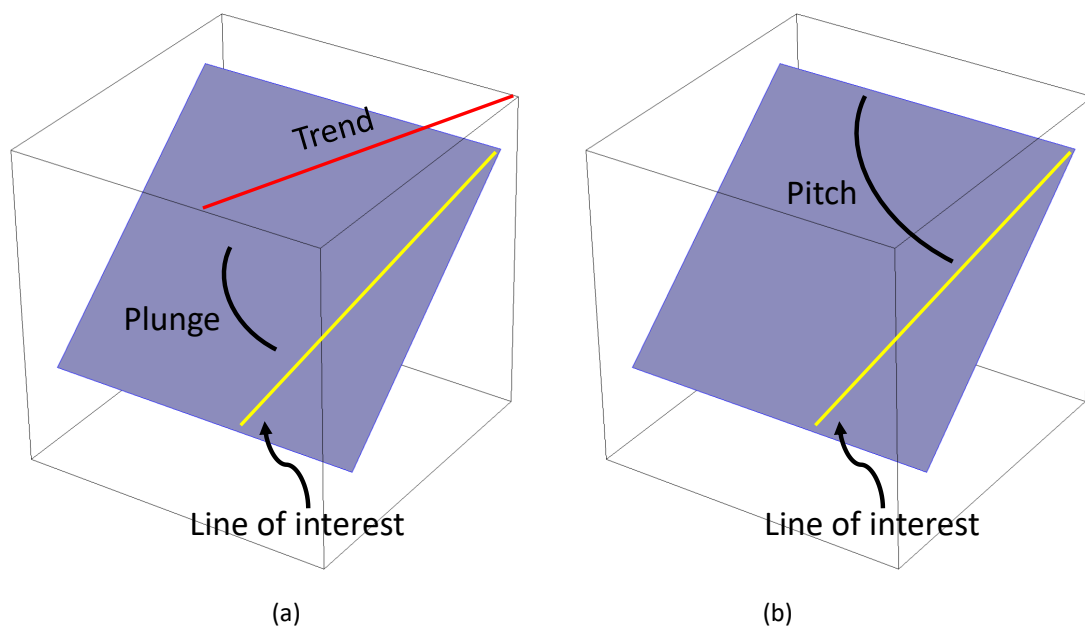 Trend
Plunge
Line of interest
(a)
Pitch
Line of interest
(b)